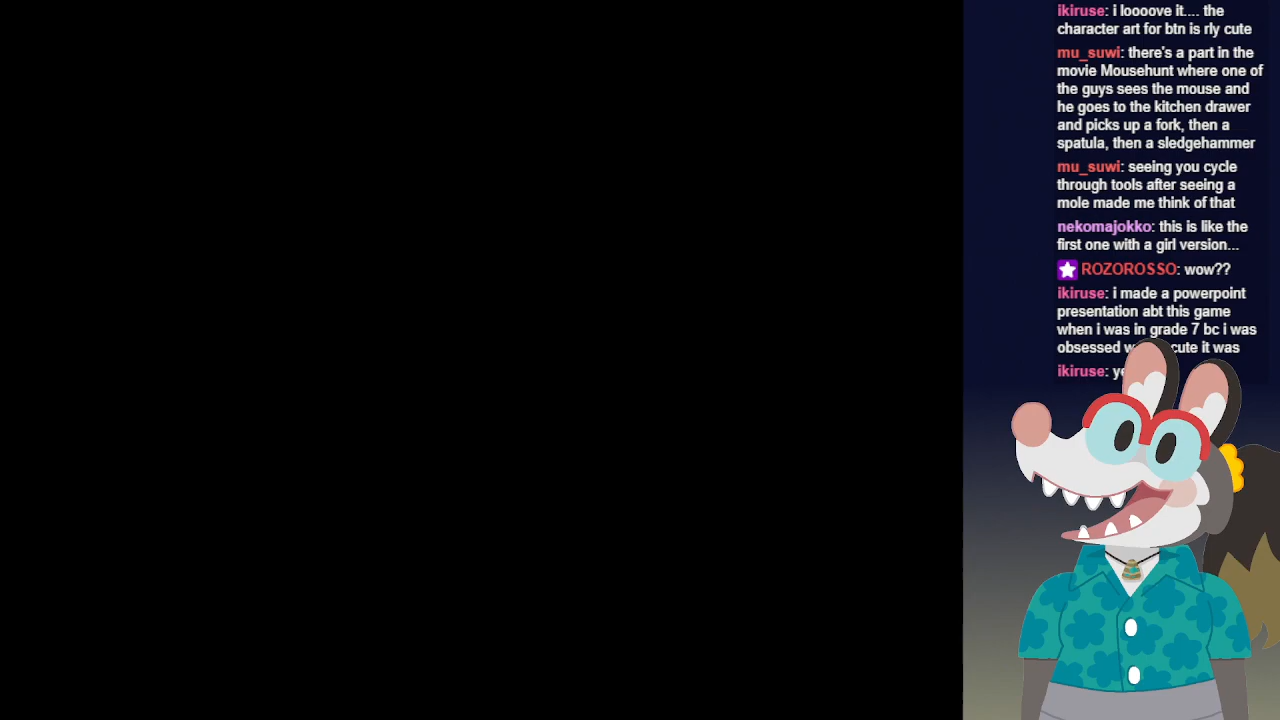 ikiruse: i loooove it.... the
character art for btn is rly cute
mu_suwi: there's a part in the
movie Mousehunt where one of
the guys sees the mouse and
he goes to the kitchen drawer
and picks up a fork, then a
spatula, then a sledgehammer
mu_suwi: seeing you cycle
through tools after seeing a
mole made me think of that
nekomajokko: this is like the
first one with a girl version...
ROZOROSSO: wow??
ikiruse: i made a powerpoint
presentation abt this game
when i was in grade 7 bc i was
obsessed cute it was
ikiruse: